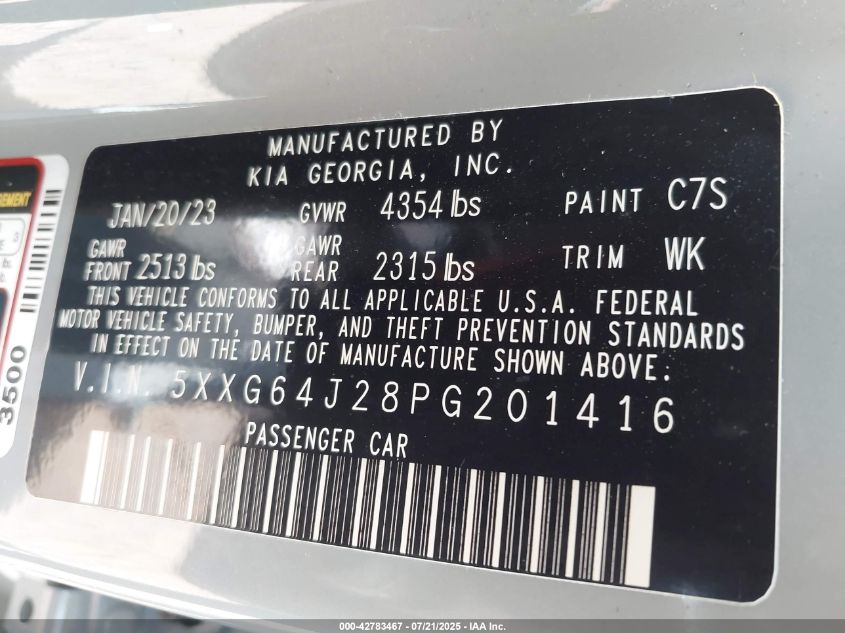 MANUFACTURED BY
KIA GEORGIA, INC.
JAN/20/23 GVWR 4354 lbs PAINT C7S
GAWR FRONT 2513 lbs GAWR REAR 2315 lbs TRIM WK
THIS VEHICLE CONFORMS TO ALL APPLICABLE U.S.A. FEDERAL
MOTOR VEHICLE SAFETY, BUMPER, AND THEFT PREVENTION STANDARDS
IN EFFECT ON THE DATE OF MANUFACTURE SHOWN ABOVE.
V.I.N. 5XXG64J28PG201416
PASSENGER CAR
3500
000-42783467 - 07/21/2025 - IAA Inc.